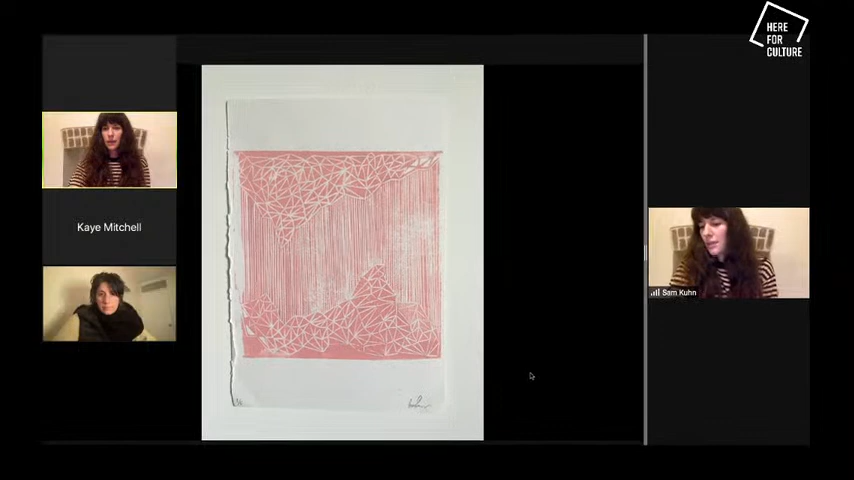 HERE
FOR
CULTURE
Kaye Mitchell
Sam Kuhn